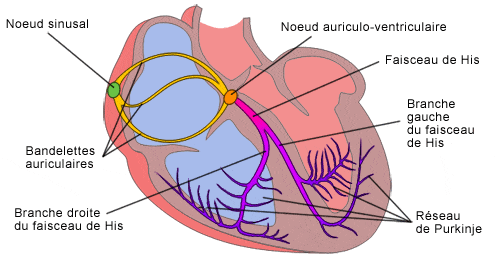 Noeud sinusal
Noeud auriculo-ventriculaire
Faisceau de His
Branche
gauche
du faisceau
de His
Bandelettes
auriculaires
Branche droite
du faisceau de His
Réseau
de Purkinje